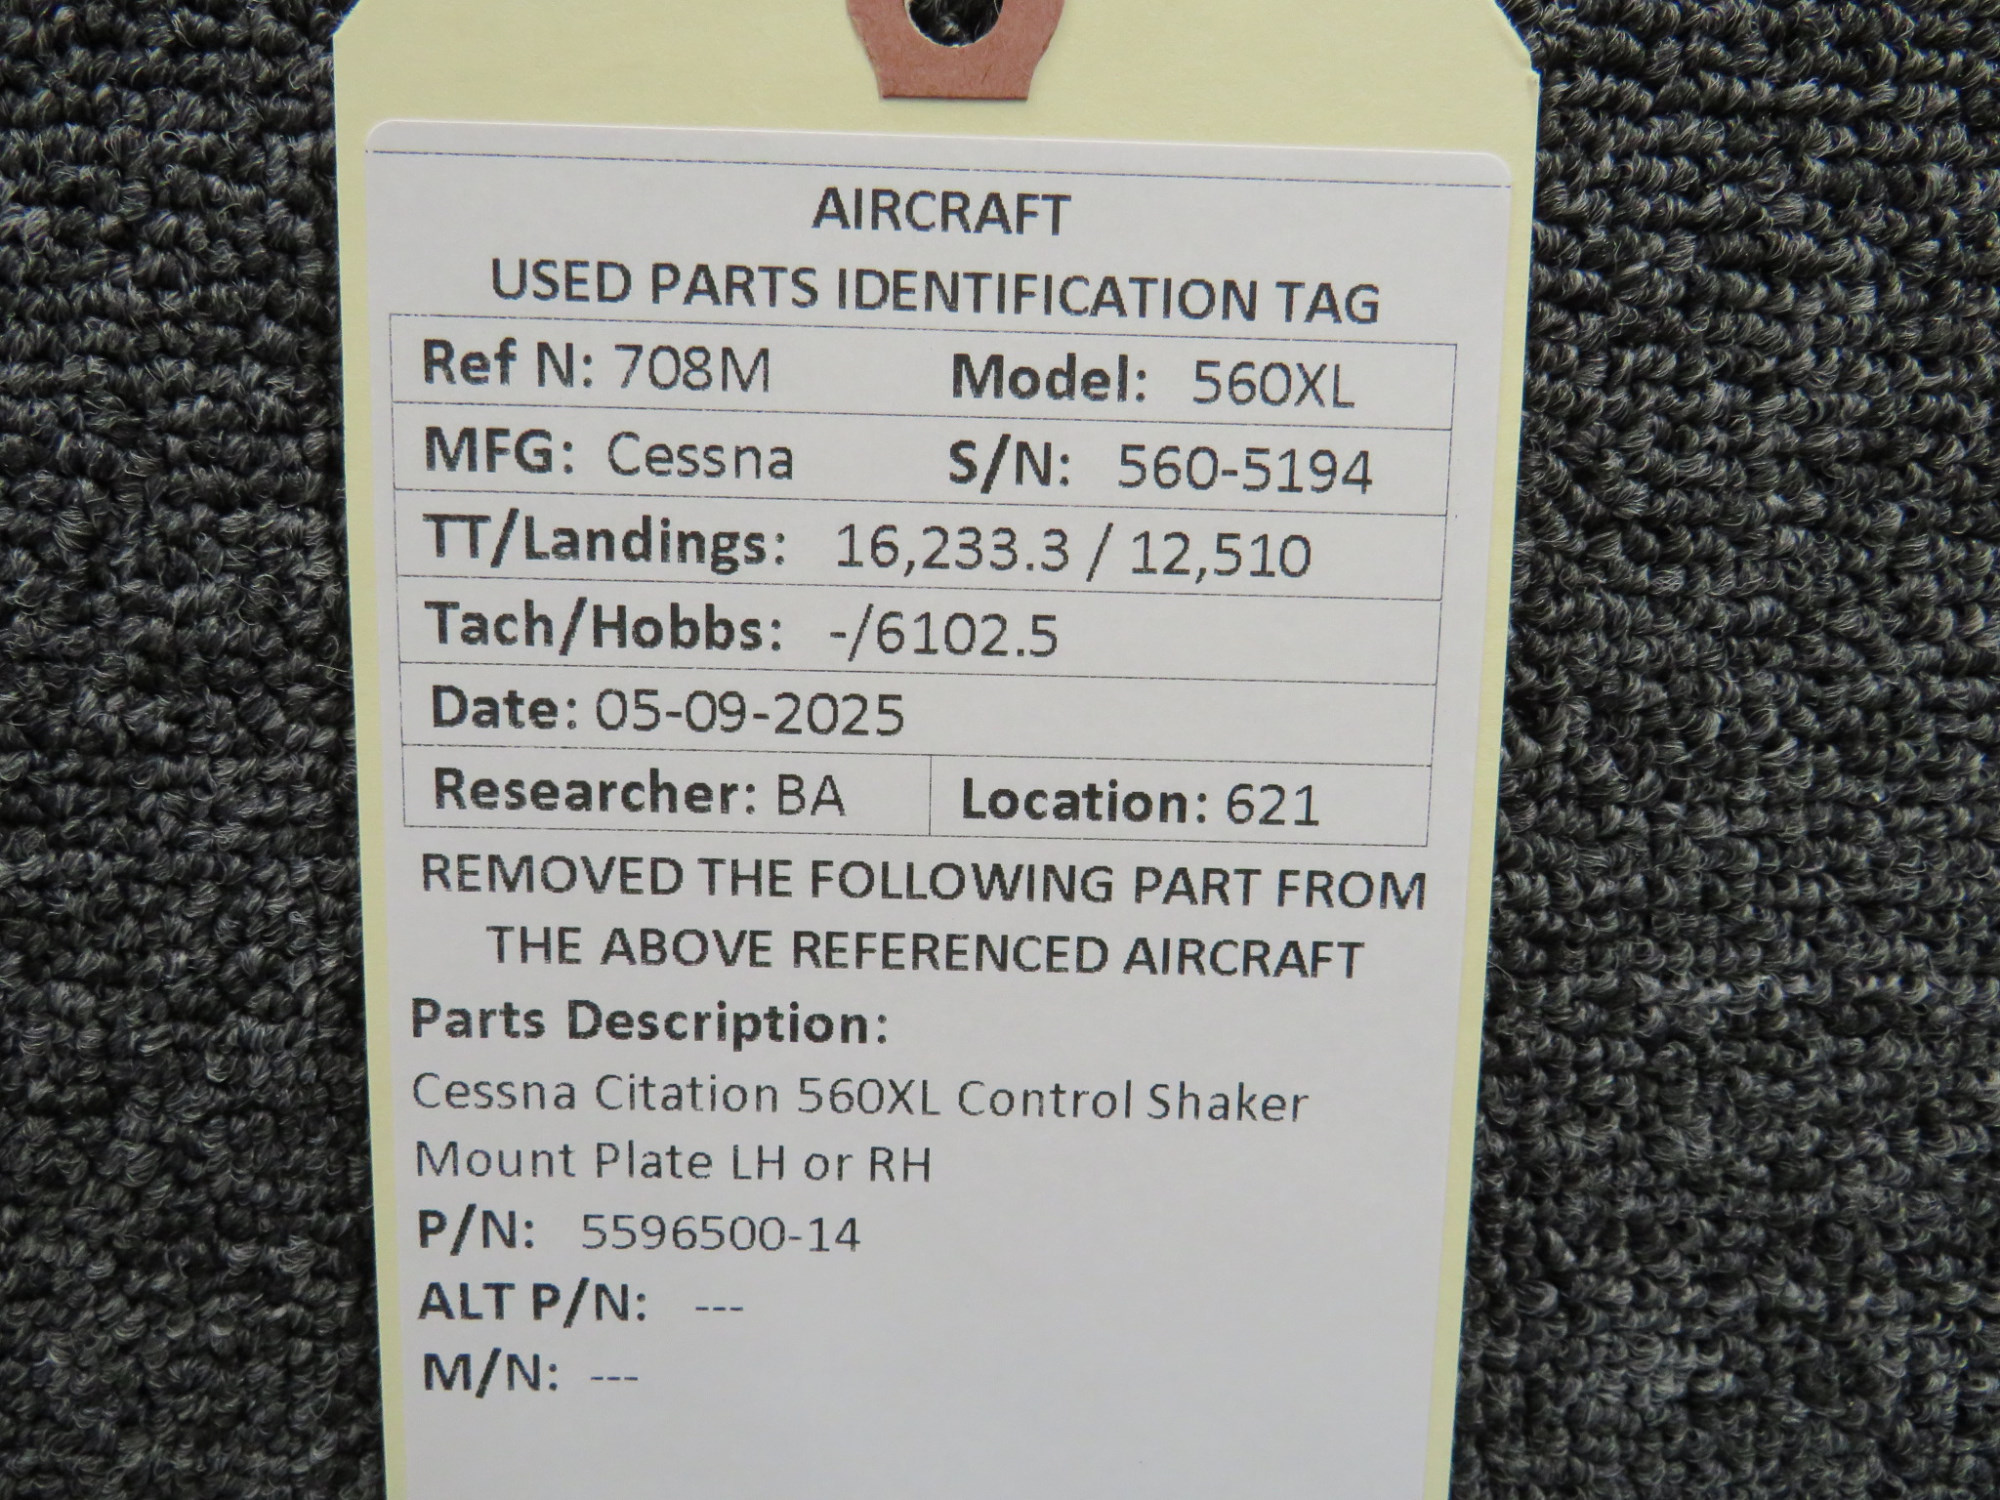 AIRCRAFT
USED PARTS IDENTIFICATION TAG
Ref N: 708M Model: 560XL
MFG: Cessna S/N: 560-5194
TT/Landings: 16,233.3 / 12,510
Tach/Hobbs: -/6102.5
Date: 05-09-2025
Researcher: BA Location: 621
REMOVED THE FOLLOWING PART FROM
THE ABOVE REFERENCED AIRCRAFT
Parts Description:
Cessna Citation 560XL Control Shaker
Mount Plate LH or RH
P/N: 5596500-14
ALT P/N: ---
M/N: ---